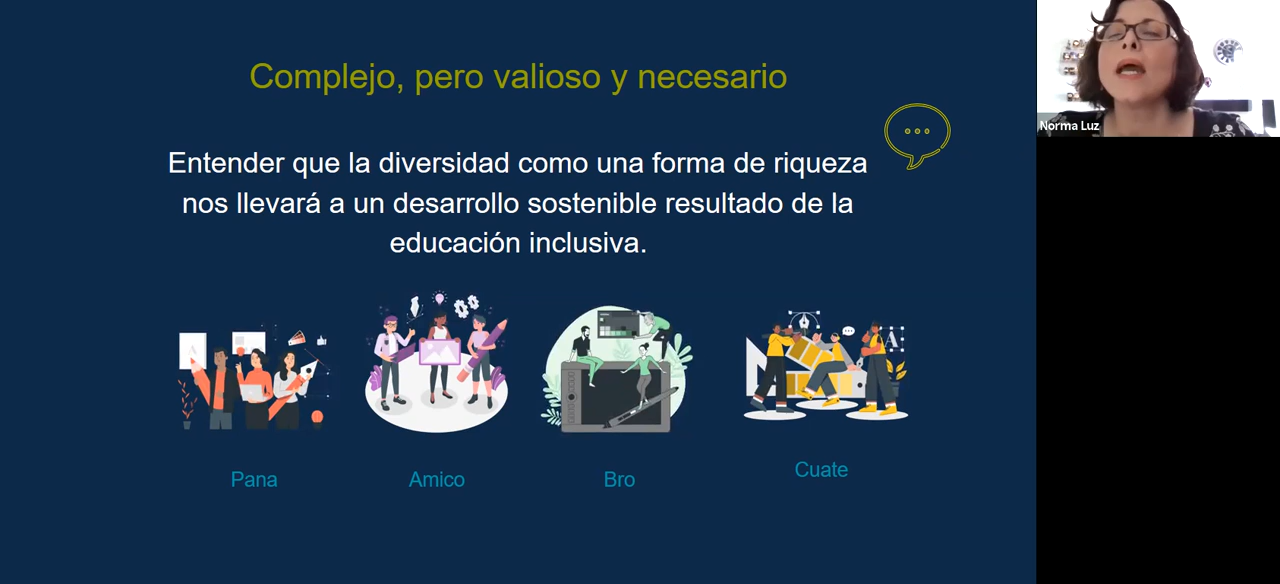 Complejo, pero valioso y necesario
Entender que la diversidad como una forma de riqueza
nos llevará a un desarrollo sostenible resultado de la
educación inclusiva.
A
Pana
Amico
Bro
Cuate
Norma Luz